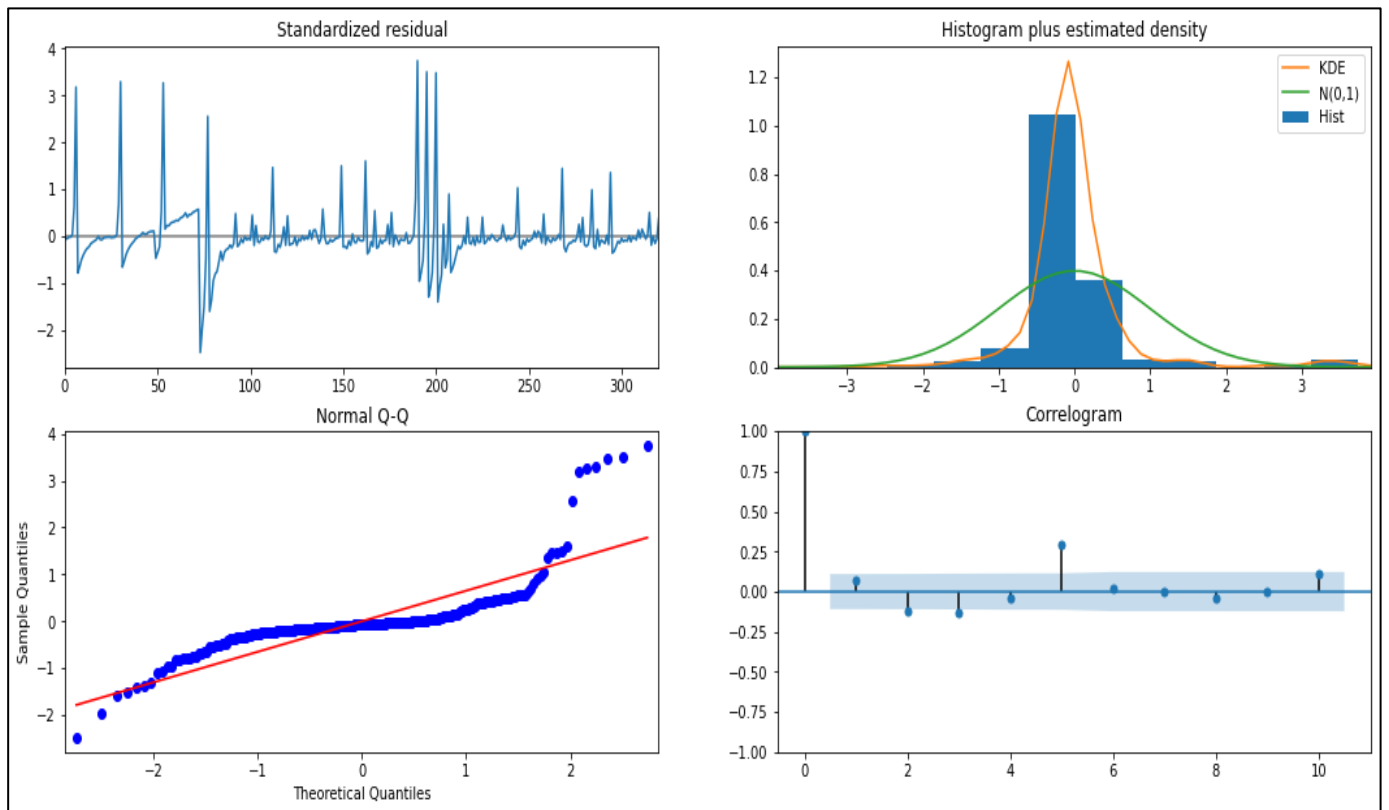 Standardized residual
4
3
2
1
0
−1
−2
0 50 100 150 200 250 300
Histogram plus estimated density
KDE
N(0,1)
Hist
1.2
1.0
0.8
0.6
0.4
0.2
0.0
−3 −2 −1 0 1 2 3
Normal Q-Q
4
3
2
1
0
−1
−2
Sample Quantiles
−2 −1 0 1 2
Theoretical Quantiles
Correlogram
1.00
0.75
0.50
0.25
0.00
−0.25
−0.50
−0.75
−1.00
0 2 4 6 8 10